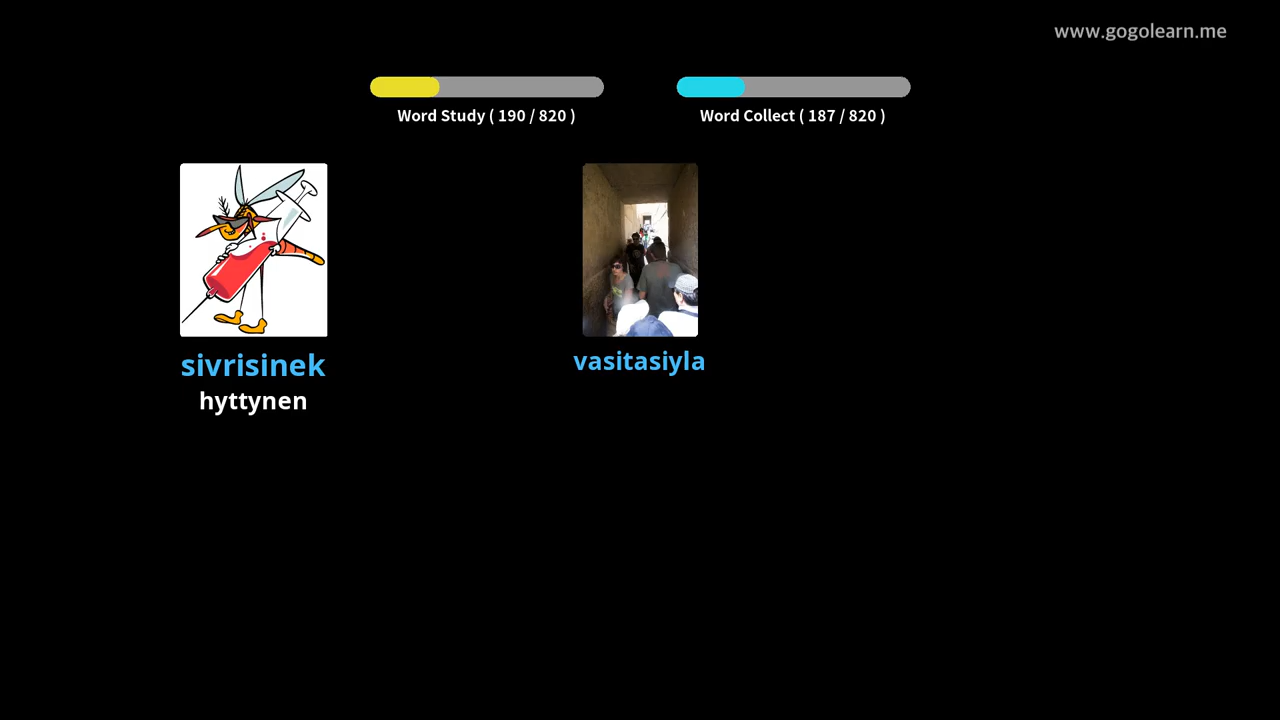 www.gogolearn.me
Word Study ( 190 / 820 )
Word Collect ( 187 / 820 )
sivrisinek
hyttynen
vasitasiyla